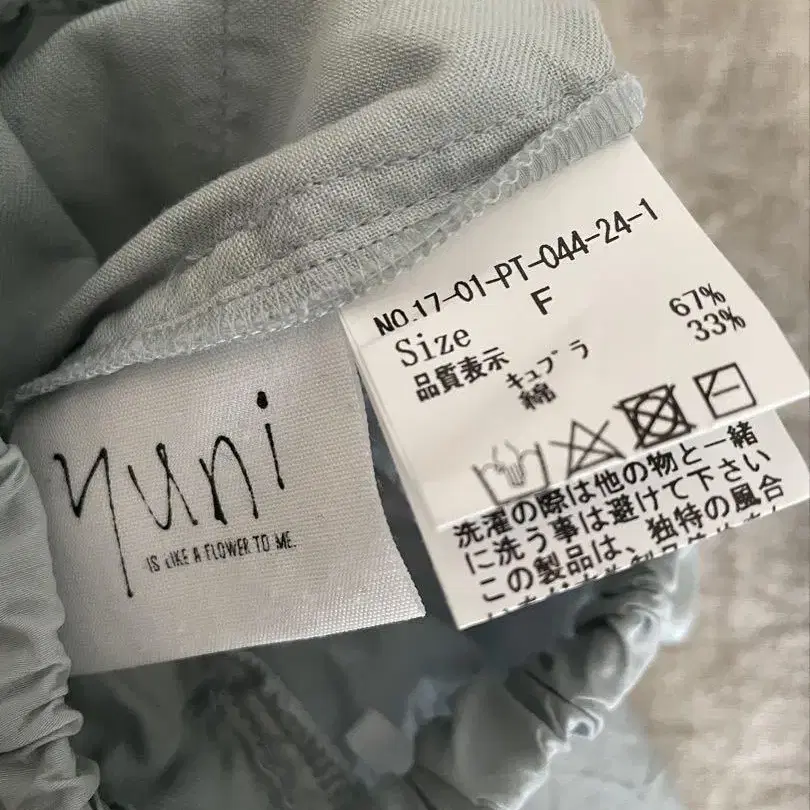 yuni
IS LIKE A FLOWER TO ME.
NO.17-01-PT-044-24-1
Size F
品質表示
キュプラ 67%
綿 33%
洗濯の際は他の物と一緒
に洗う事は避けて下さい
この製品は、独特の風合